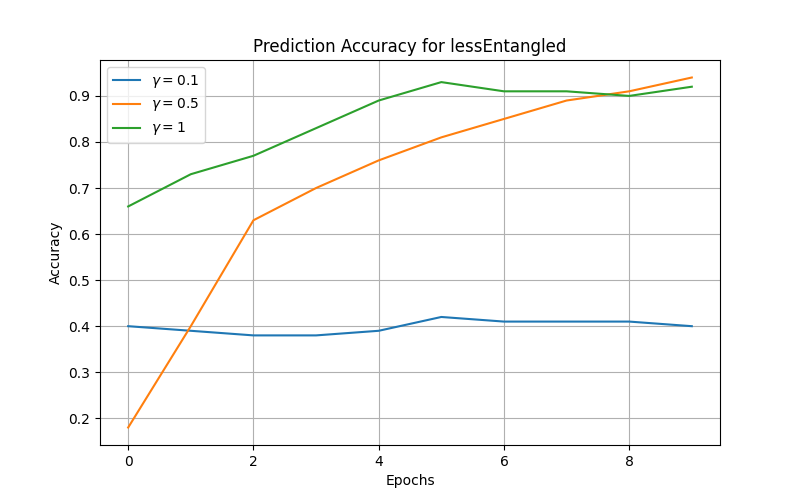 Prediction Accuracy for lessEntangled
γ = 0.1
γ = 0.5
γ = 1
Accuracy
0.9
0.8
0.7
0.6
0.5
0.4
0.3
0.2
0 2 4 6 8
Epochs